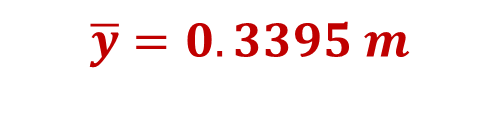 y̅ = 0.3395 m